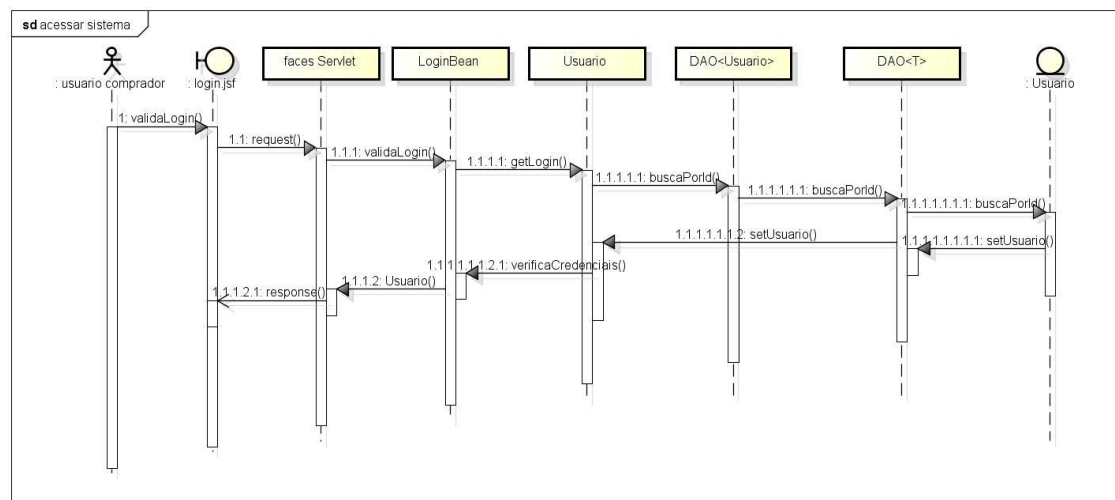 sd acessar sistema
faces Servlet
LoginBean
Usuario
DAO<Usuario>
DAO<T>
: usuario comprador
: login.jsf
: Usuario
1: validaLogin()
1.1: request()
1.1.1: validaLogin()
1.1.1.1: getLogin()
1.1.1.1.1: buscaPorId()
1.1.1.1.1.1: buscaPorId()
1.1.1.1.1.1.1: buscaPorId()
1.1.1.1.1.1.2: setUsuario()
1.1.1.1.1.1.1.1: setUsuario()
1.1.1.1.1.1.2.1: verificaCredenciais()
1.1.1.2: Usuario()
1.1.1.2.1: response()